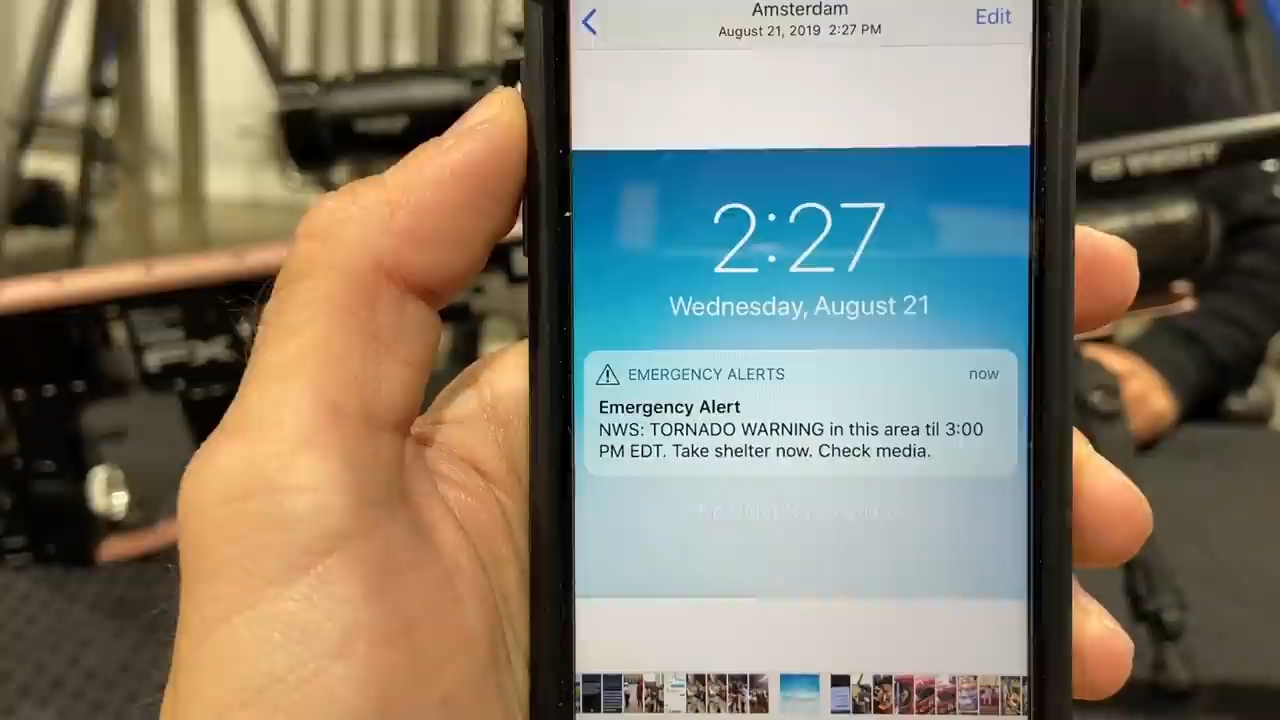 Amsterdam
August 21, 2019 2:27 PM
Edit
2:27
Wednesday, August 21
EMERGENCY ALERTS
now
Emergency Alert
NWS: TORNADO WARNING in this area til 3:00
PM EDT. Take shelter now. Check media.